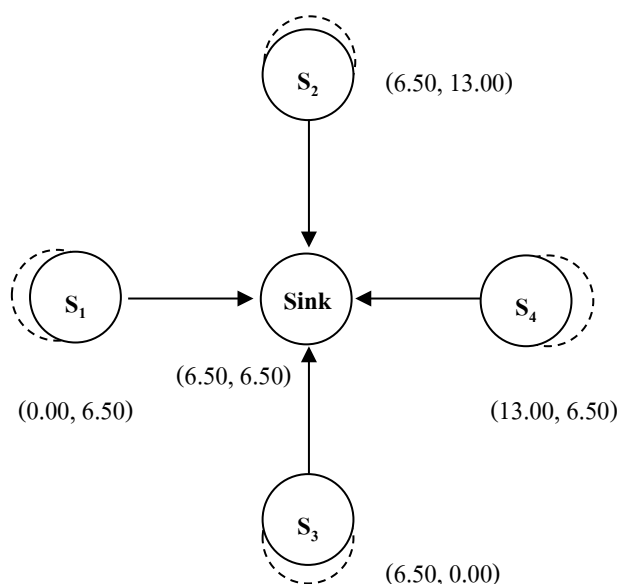 S2
(6.50, 13.00)
S1
Sink
S4
(6.50, 6.50)
(0.00, 6.50)
(13.00, 6.50)
S3
(6.50, 0.00)